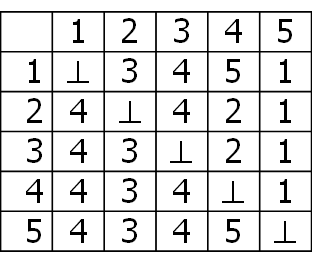 1 2 3 4 5
1 ⊥ 3 4 5 1
2 4 ⊥ 4 2 1
3 4 3 ⊥ 2 1
4 4 3 4 ⊥ 1
5 4 3 4 5 ⊥